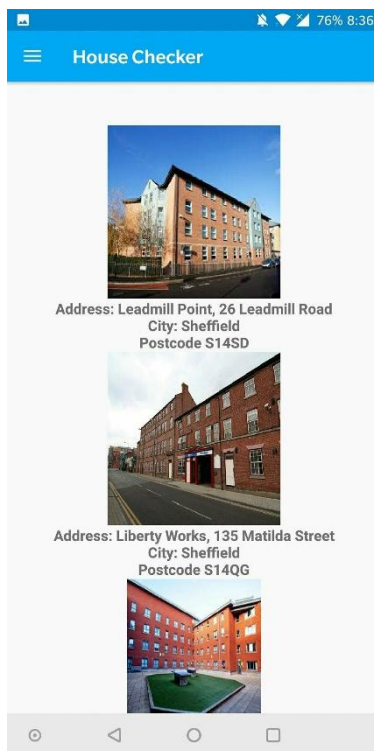 76% 8:36
House Checker
Address: Leadmill Point, 26 Leadmill Road
City: Sheffield
Postcode S14SD
Address: Liberty Works, 135 Matilda Street
City: Sheffield
Postcode S14QG